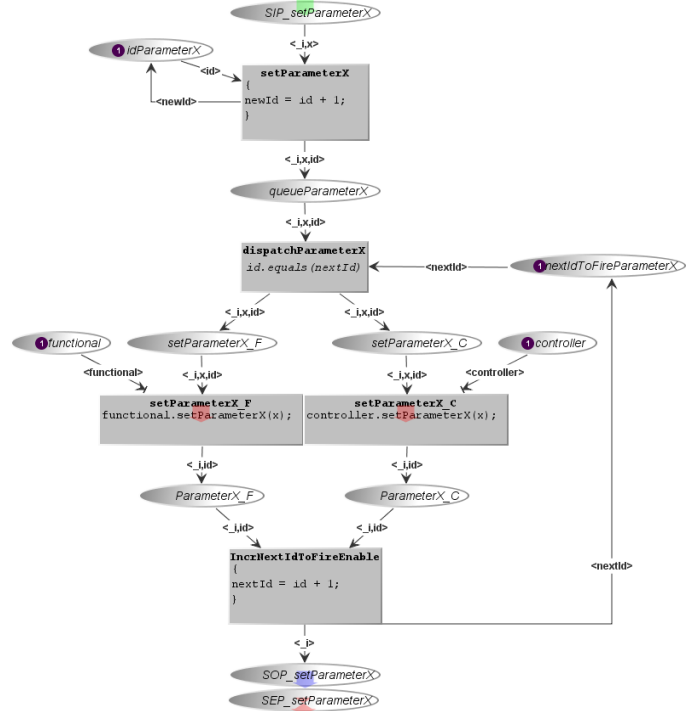 SIP_setParameterX
<_i,x>
1 idParameterX
<id>
setParameterX
{
newId = id + 1;
}
<newId>
<_i,x,id>
queueParameterX
<_i,x,id>
dispatchParameterX
id.equals(nextId)
<nextId>
1 nextIdToFireParameterX
<_i,x,id> <_i,x,id>
1 functional setParameterX_F setParameterX_C 1 controller
<functional> <_i,x,id> <_i,x,id> <controller>
setParameterX_F
functional.setParameterX(x);
setParameterX_C
controller.setParameterX(x);
<_i,id> <_i,id>
ParameterX_F ParameterX_C
<_i,id> <_i,id>
IncrNextIdToFireEnable
{
nextId = id + 1;
}
<nextId>
<_i>
SOP_setParameterX
SEP_setParameterX